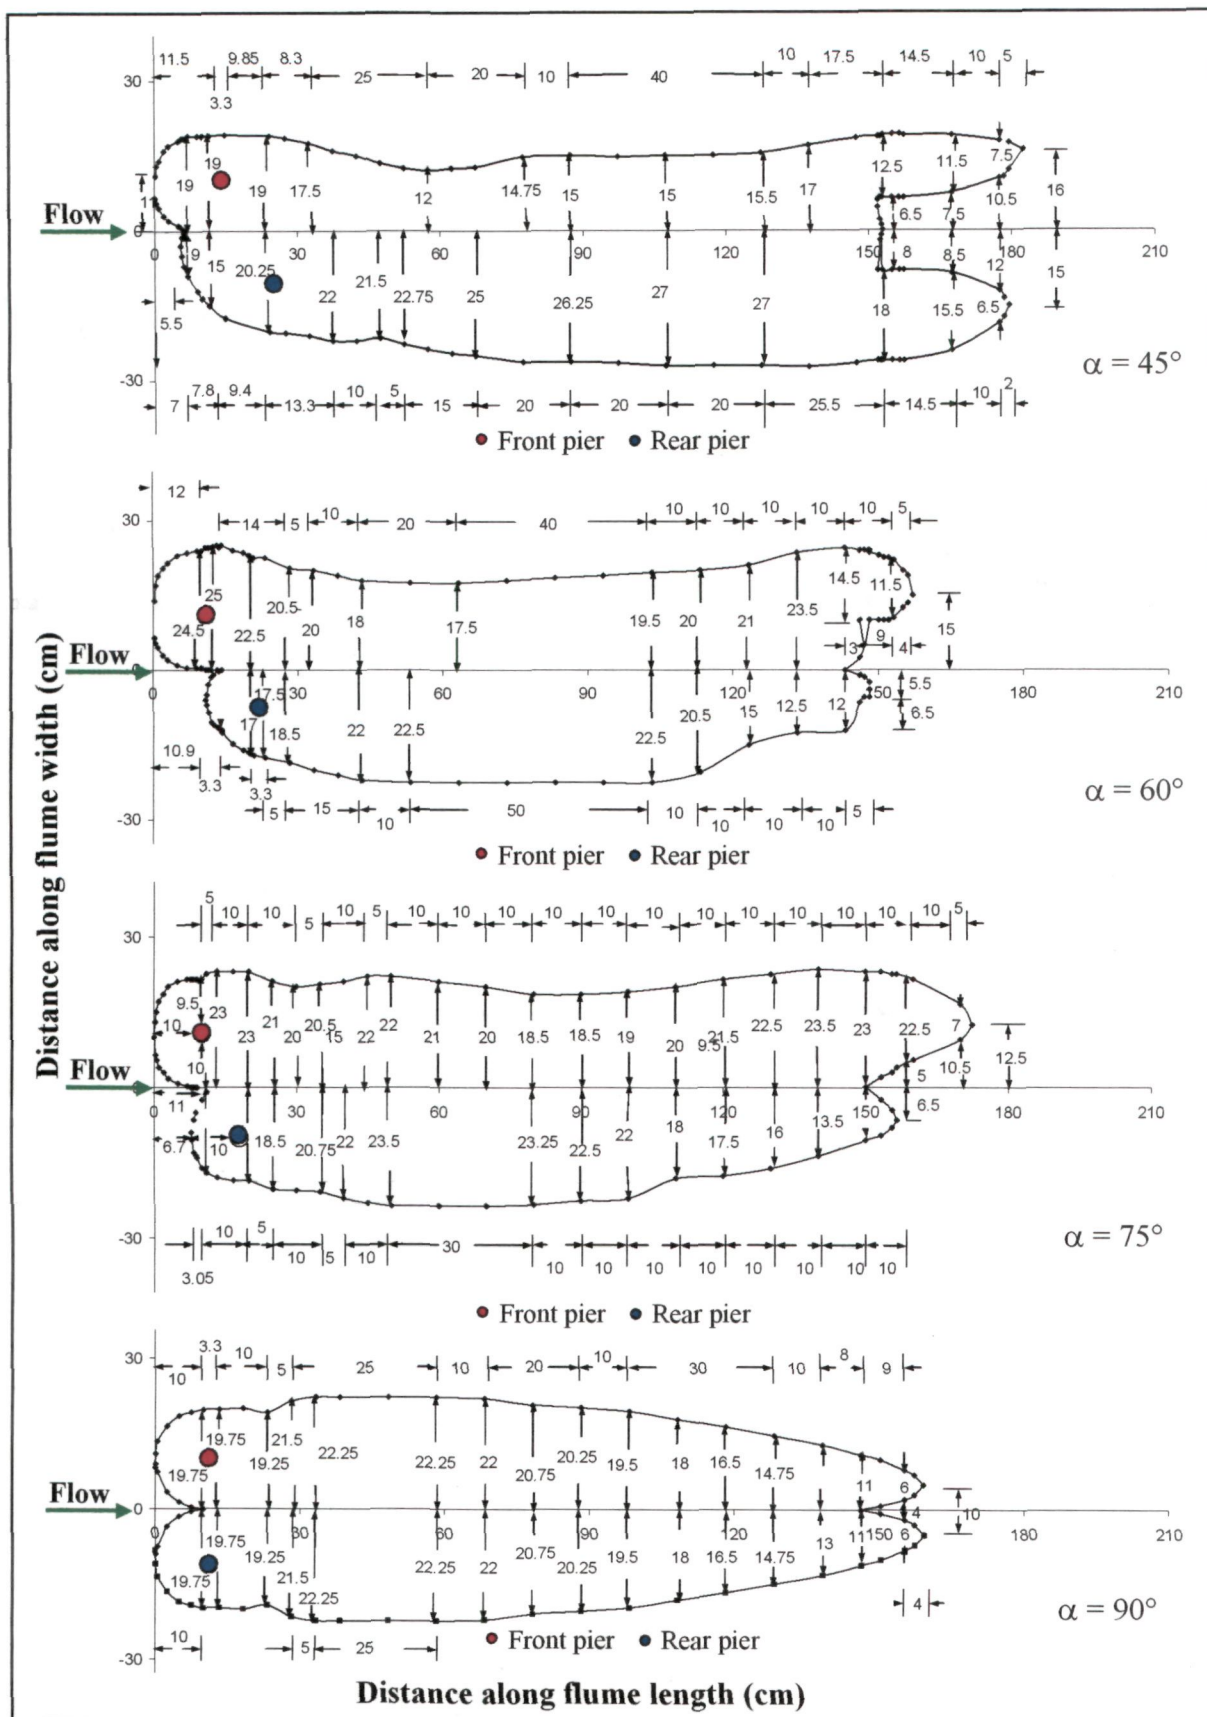 11.5 9.85 8.3 25 20 10 40 10 17.5 14.5 10 5
3.3
30
19 19 19 17.5 12 14.75 15 15 15.5 17 12.5 11.5 7.5 16
11 6.5 7.5 10.5
Flow
0
0 30 60 90 120 150 180 210
9 15 20.25 22 21.5 22.75 25 26.25 27 27 18 8 8.5 12 15
5.5 15.5 6.5
-30
α = 45°
7 7.8 9.4 13.3 10 5 15 20 20 20 25.5 14.5 10 2
Front pier Rear pier
12
30
14 5 10 20 40 10 10 10 10 10 5
25 20.5 20 18 17.5 19.5 20 21 23.5 14.5 11.5 15
24.5 22.5 3 9 4
Flow
0
0 30 60 90 120 150 180 210
17 17.5 18.5 22 22.5 22.5 20.5 15 12.5 12 5.5
6.5
10.9
3.3 3.3
-30
5 15 10 50 10 10 10 10 5
α = 60°
Front pier Rear pier
5
10 10 5 10 5 10 10 10 10 10 10 10 10 10 10 10 5
30
9.5 23 21 20 20.5 22 22 21 20 18.5 18.5 19 20 21.5 22.5 23.5 23 22.5 7 12.5
10 23 15 9.5
10 5 10.5
Flow
0
0 30 60 90 120 150 180 210
11 6.5
6.7 10 18.5 20.75 22 23.5 23.25 22.5 22 18 17.5 16 13.5
-30
10 5 10 5 10 30 10 10 10 10 10 10 10 10
3.05
α = 75°
Front pier Rear pier
3.3
30
10 10 5 25 10 20 10 30 10 8 9
19.75 19.75 19.25 21.5 22.25 22.25 22 20.75 20.25 19.5 18 16.5 14.75 11 6
4 10
Flow
0
0 30 60 90 120 150 180 210
19.75 19.75 19.25 21.5 22.25 22.25 22 20.75 20.25 19.5 18 16.5 14.75 13 11 6
4
α = 90°
10 5 25
-30
Front pier Rear pier
Distance along flume width (cm)
Distance along flume length (cm)